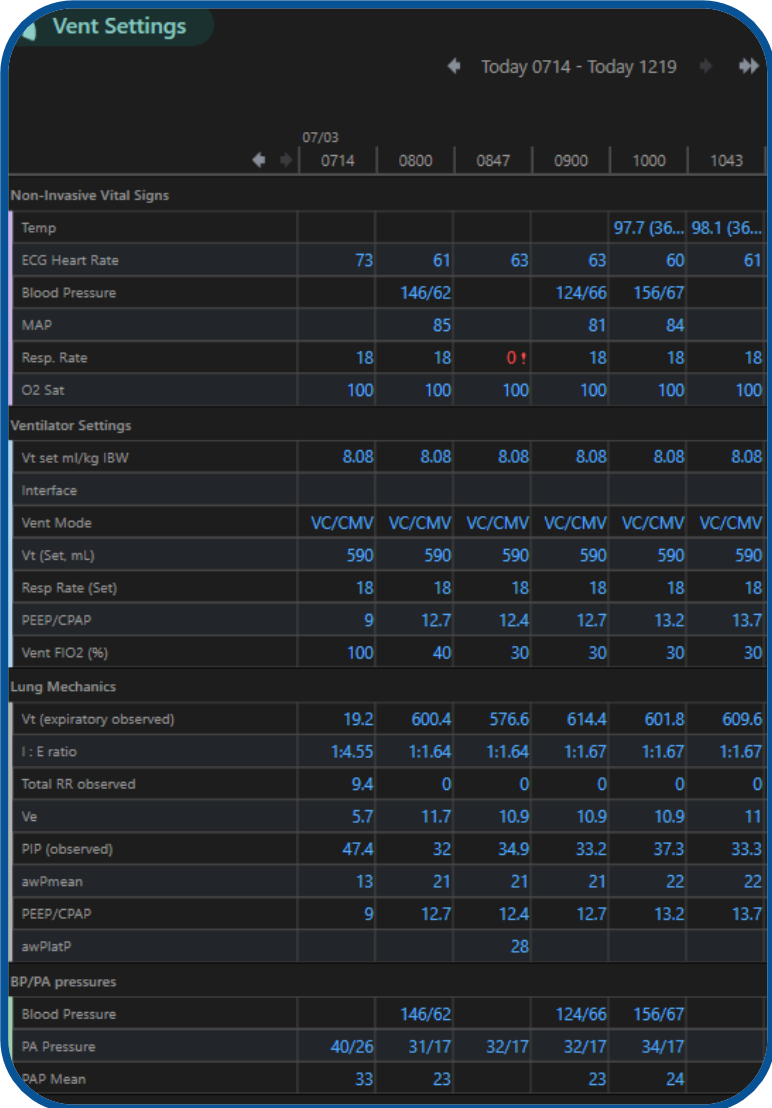 Vent Settings
Today 0714 - Today 1219
07/03
0714 0800 0847 0900 1000 1043
Non-Invasive Vital Signs
Temp 97.7 (36... 98.1 (36...
ECG Heart Rate 73 61 63 63 60 61
Blood Pressure 146/62 124/66 156/67
MAP 85 81 84
Resp. Rate 18 18 0 ! 18 18 18
O2 Sat 100 100 100 100 100 100
Ventilator Settings
Vt set ml/kg IBW 8.08 8.08 8.08 8.08 8.08 8.08
Interface
Vent Mode VC/CMV VC/CMV VC/CMV VC/CMV VC/CMV VC/CMV
Vt (Set, mL) 590 590 590 590 590 590
Resp Rate (Set) 18 18 18 18 18 18
PEEP/CPAP 9 12.7 12.4 12.7 13.2 13.7
Vent FIO2 (%) 100 40 30 30 30 30
Lung Mechanics
Vt (expiratory observed) 19.2 600.4 576.6 614.4 601.8 609.6
I : E ratio 1:4.55 1:1.64 1:1.64 1:1.67 1:1.67 1:1.67
Total RR observed 9.4 0 0 0 0 0
Ve 5.7 11.7 10.9 10.9 10.9 11
PIP (observed) 47.4 32 34.9 33.2 37.3 33.3
awPmean 13 21 21 21 22 22
PEEP/CPAP 9 12.7 12.4 12.7 13.2 13.7
awPlatP 28
BP/PA pressures
Blood Pressure 146/62 124/66 156/67
PA Pressure 40/26 31/17 32/17 32/17 34/17
PAP Mean 33 23 23 24